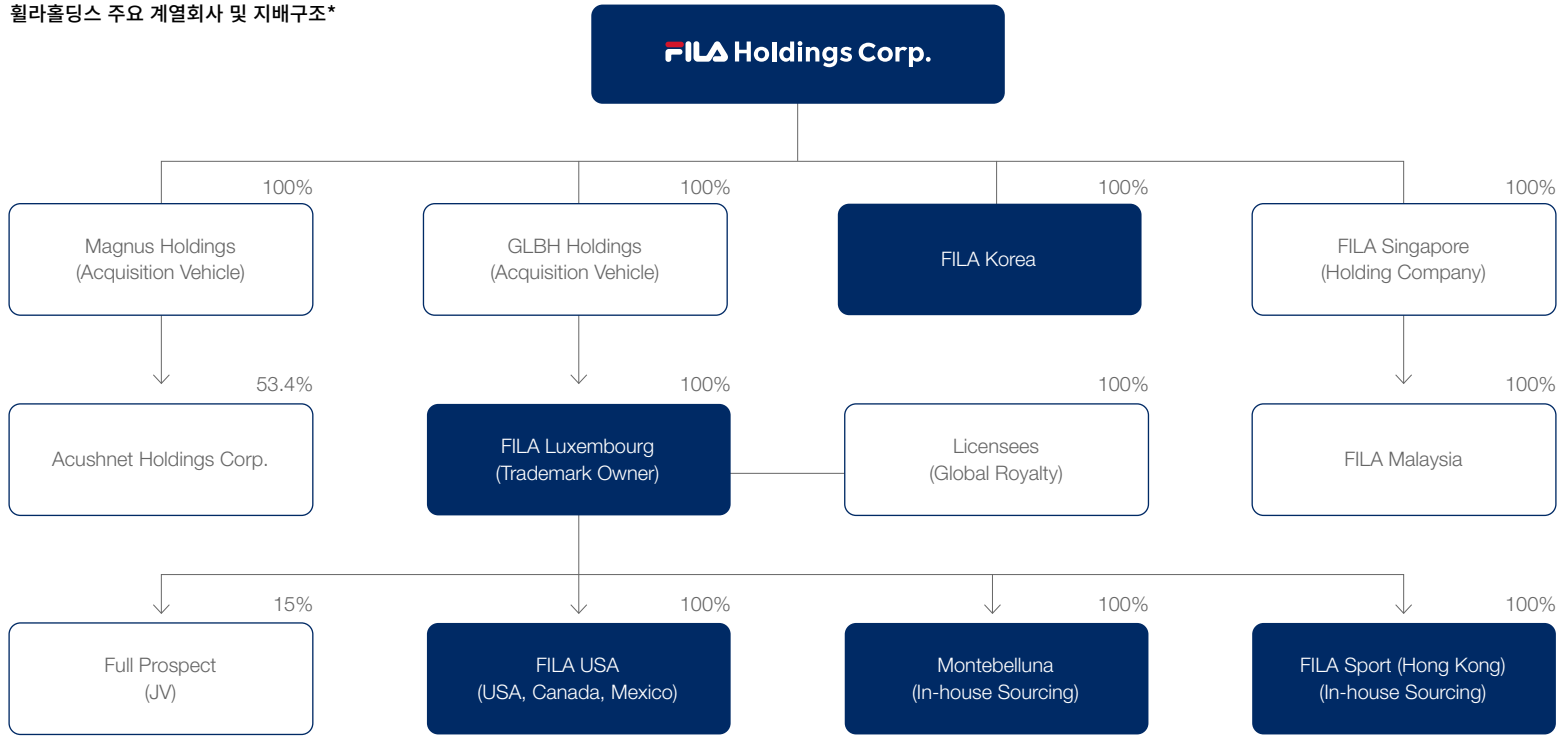 휠라홀딩스 주요 계열회사 및 지배구조*
FILA Holdings Corp.
100%
100%
100%
100%
Magnus Holdings
(Acquisition Vehicle)
GLBH Holdings
(Acquisition Vehicle)
FILA Korea
FILA Singapore
(Holding Company)
53.4%
100%
100%
100%
Acushnet Holdings Corp.
FILA Luxembourg
(Trademark Owner)
Licensees
(Global Royalty)
FILA Malaysia
15%
100%
100%
100%
Full Prospect
(JV)
FILA USA
(USA, Canada, Mexico)
Montebelluna
(In-house Sourcing)
FILA Sport (Hong Kong)
(In-house Sourcing)